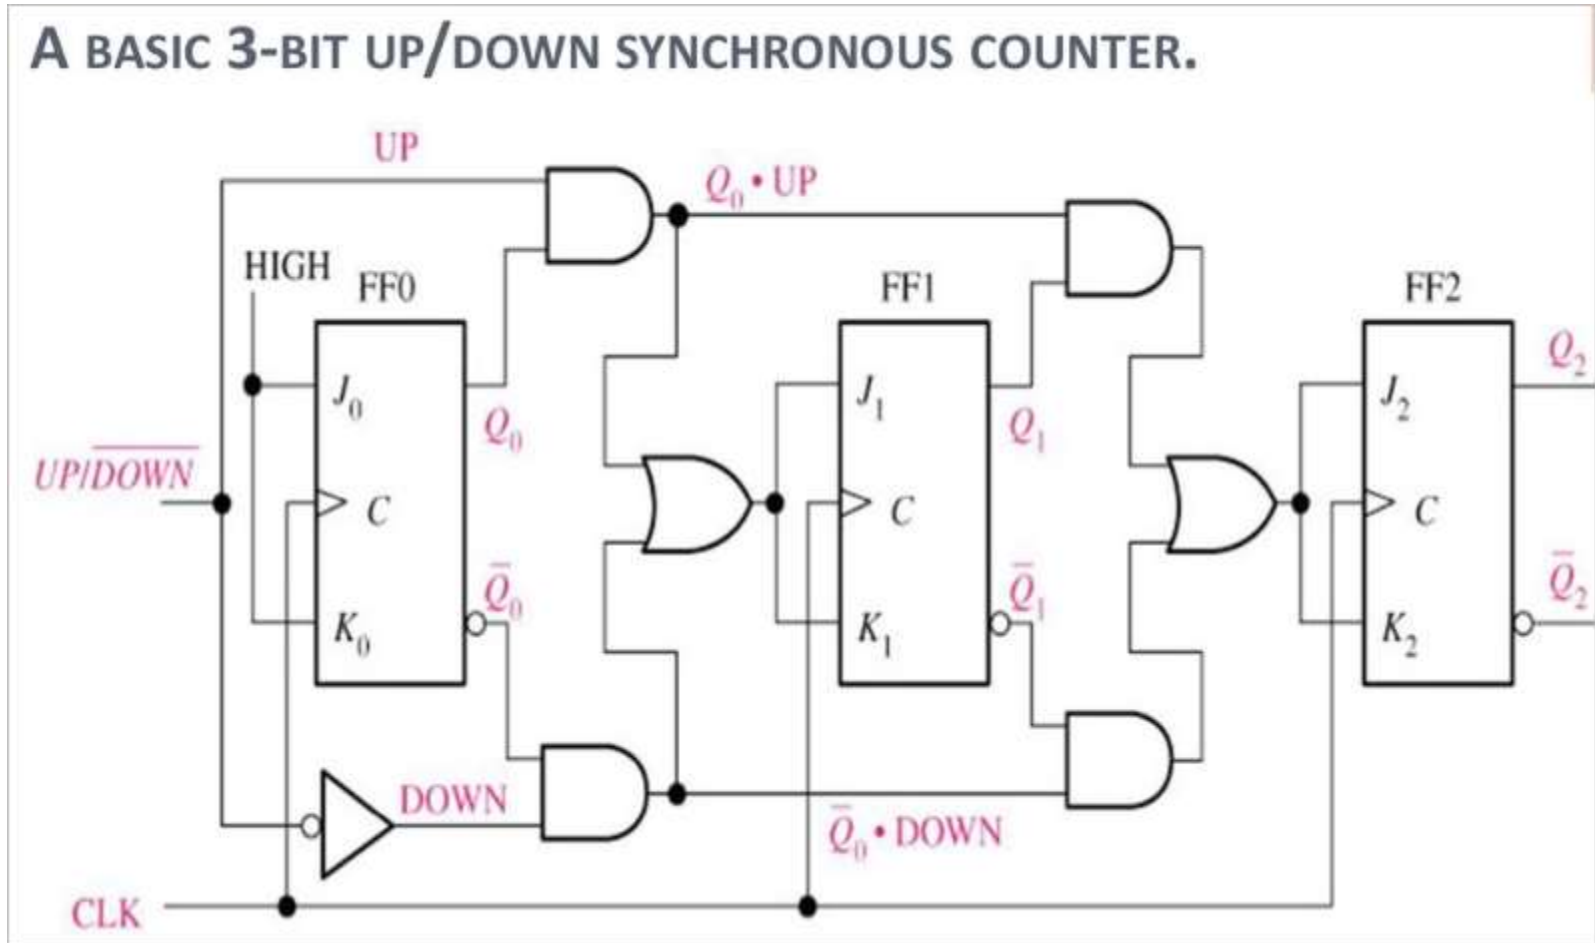 A BASIC 3-BIT UP/DOWN SYNCHRONOUS COUNTER.
UP
Q₀ • UP
HIGH
FF0
FF1
FF2
Q₂
J₀
J₁
J₂
Q₀
Q₁
UP/D̅O̅W̅N̅
C
C
C
Q̅₀
Q̅₁
Q̅₂
K₀
K₁
K₂
DOWN
Q̅₀ • DOWN
CLK